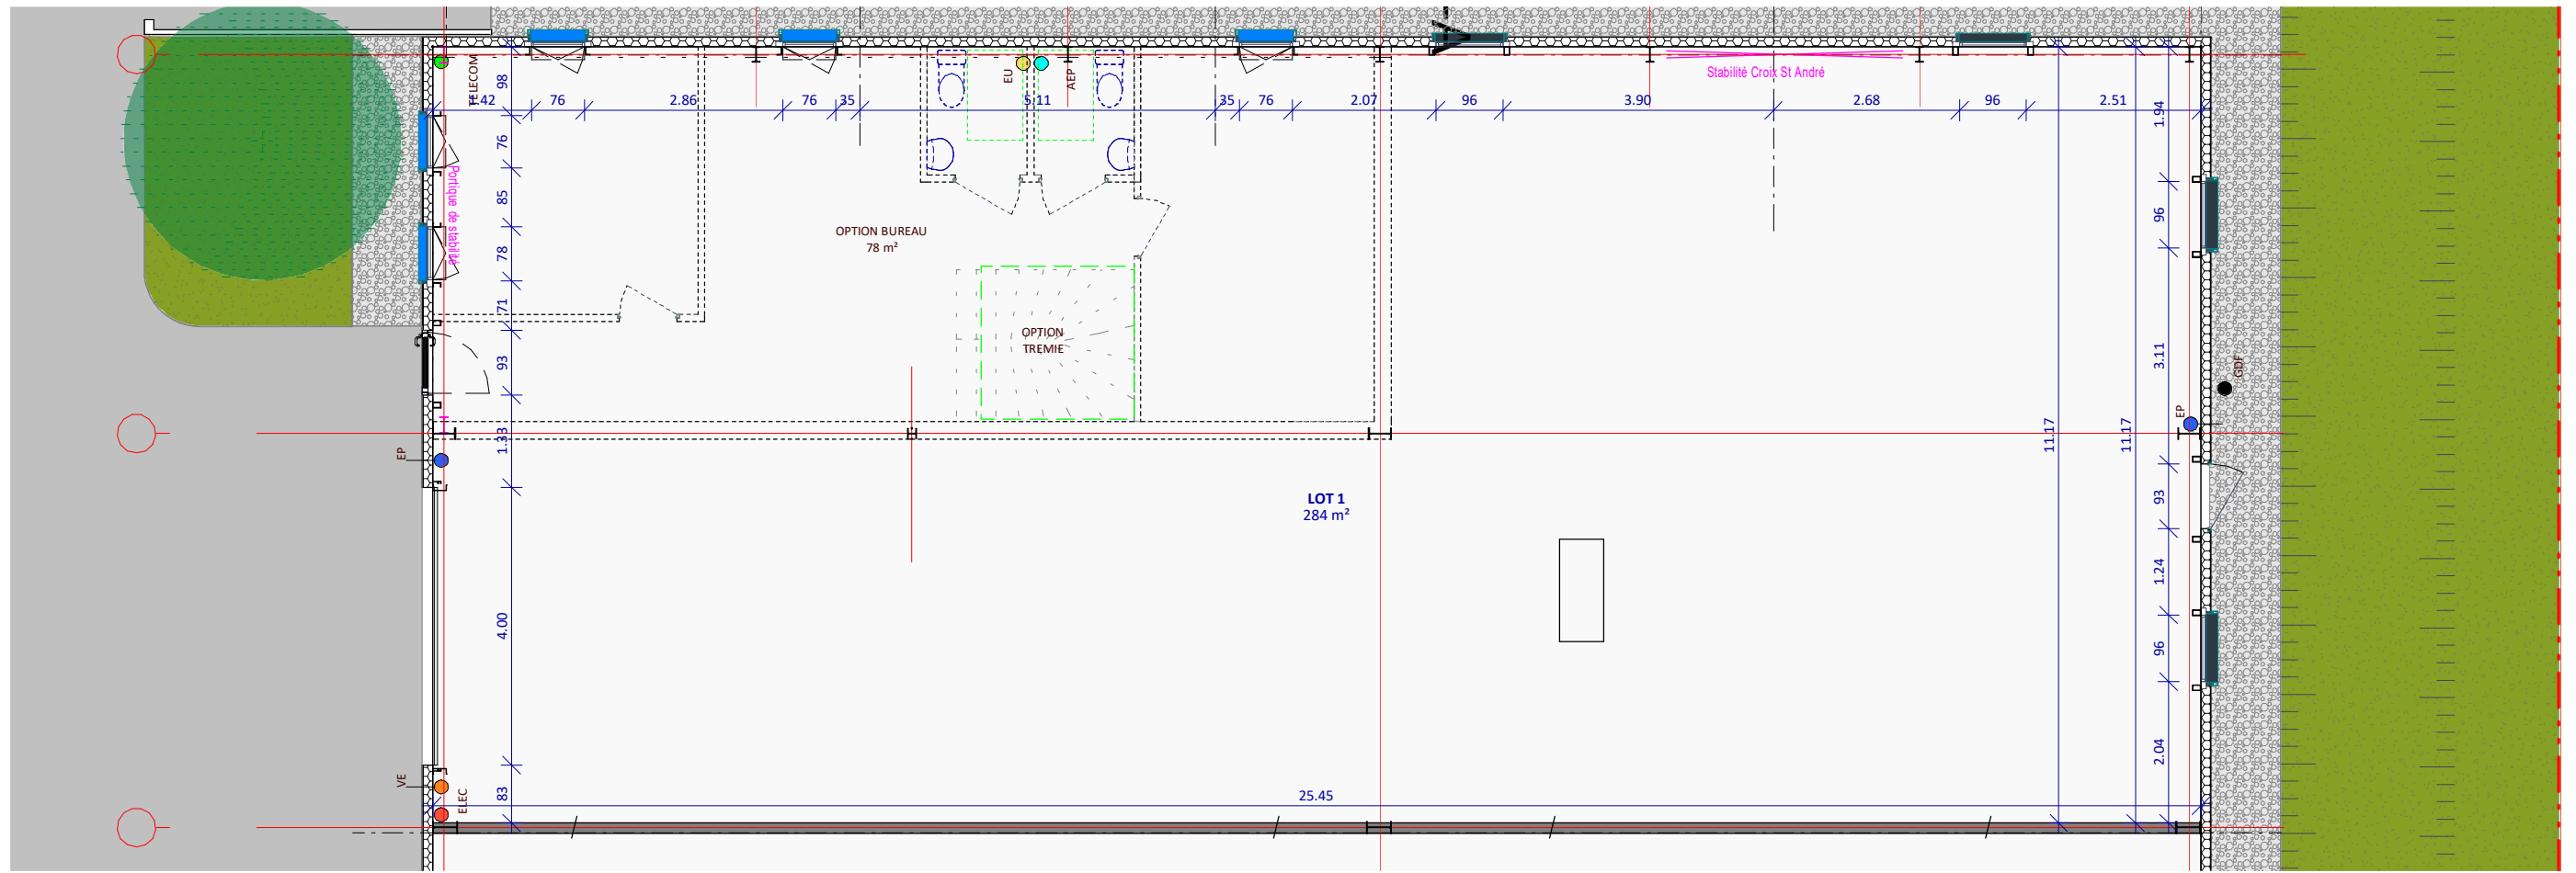 TELECOM
EU
AEP
Stabilité Croix St André
1.42
76
2.86
76
35
5.11
35
76
2.07
96
3.90
2.68
96
2.51
98
76
85
78
71
93
1.33
4.00
83
Portique de stabilité
OPTION BUREAU
78 m²
OPTION
TREMIE
LOT 1
284 m²
EP
VE
ELEC
25.45
11.17
11.17
1.94
96
3.11
93
1.24
96
2.04
EP
GDF